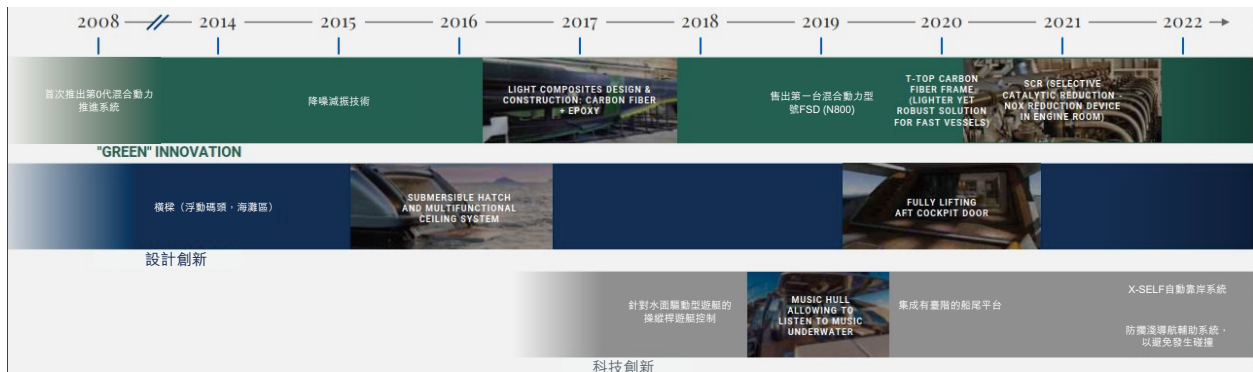 2008 2014 2015 2016 2017 2018 2019 2020 2021 2022
首次推出第0代混合動力
推進系統
降噪減振技術
LIGHT COMPOSITES DESIGN &
CONSTRUCTION: CARBON FIBER
+ EPOXY
售出第一台混合動力型
號FSD (N800)
T-TOP CARBON
FIBER FRAME
(LIGHTER YET
ROBUST SOLUTION
FOR FAST VESSELS)
SCR (SELECTIVE
CATALYTIC REDUCTION -
NOX REDUCTION DEVICE
IN ENGINE ROOM)
"GREEN" INNOVATION
橫樑（浮動碼頭，海灘區）
SUBMERSIBLE HATCH
AND MULTIFUNCTIONAL
CEILING SYSTEM
FULLY LIFTING
AFT COCKPIT DOOR
設計創新
針對水面驅動型遊艇的
操縱桿遊艇控制
MUSIC HULL
ALLOWING TO
LISTEN TO MUSIC
UNDERWATER
集成有臺階的船尾平台
X-SELF自動靠岸系統
防擱淺導航輔助系統，
以避免發生碰撞
科技創新